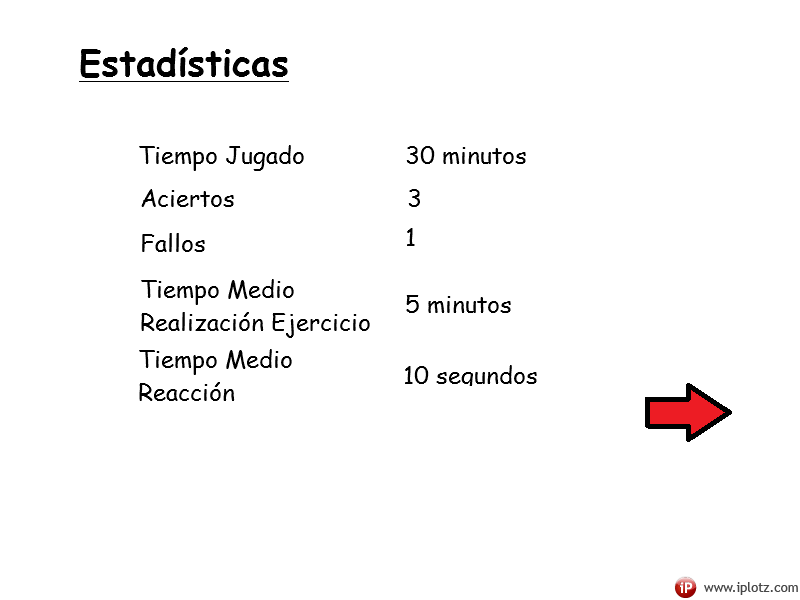 Estadísticas
Tiempo Jugado 30 minutos
Aciertos 3
Fallos 1
Tiempo Medio
Realización Ejercicio 5 minutos
Tiempo Medio
Reacción 10 segundos
iP www.iplotz.com